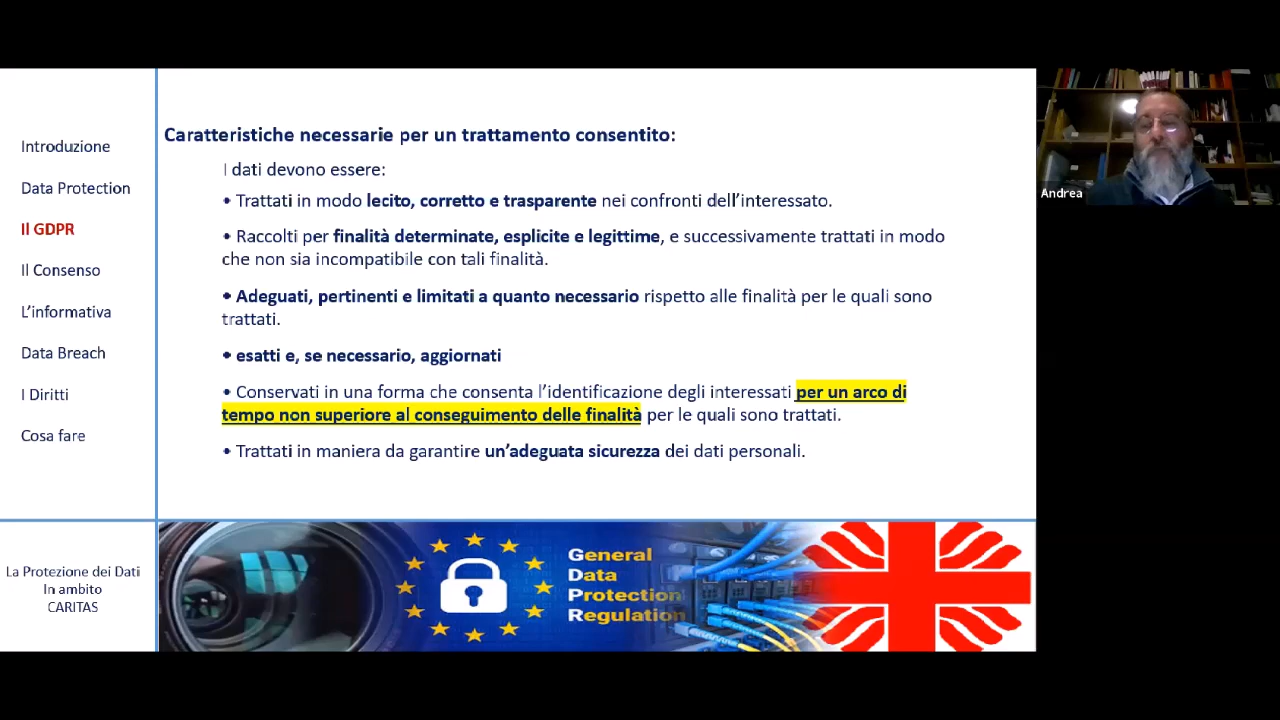 Introduzione
Data Protection
Il GDPR
Il Consenso
L'informativa
Data Breach
I Diritti
Cosa fare
La Protezione dei Dati
In ambito
CARITAS
Caratteristiche necessarie per un trattamento consentito:
I dati devono essere:
• Trattati in modo lecito, corretto e trasparente nei confronti dell'interessato.
• Raccolti per finalità determinate, esplicite e legittime, e successivamente trattati in modo
che non sia incompatibile con tali finalità.
• Adeguati, pertinenti e limitati a quanto necessario rispetto alle finalità per le quali sono
trattati.
• esatti e, se necessario, aggiornati
• Conservati in una forma che consenta l'identificazione degli interessati per un arco di
tempo non superiore al conseguimento delle finalità per le quali sono trattati.
• Trattati in maniera da garantire un'adeguata sicurezza dei dati personali.
General
Data
Protection
Regulation
Andrea